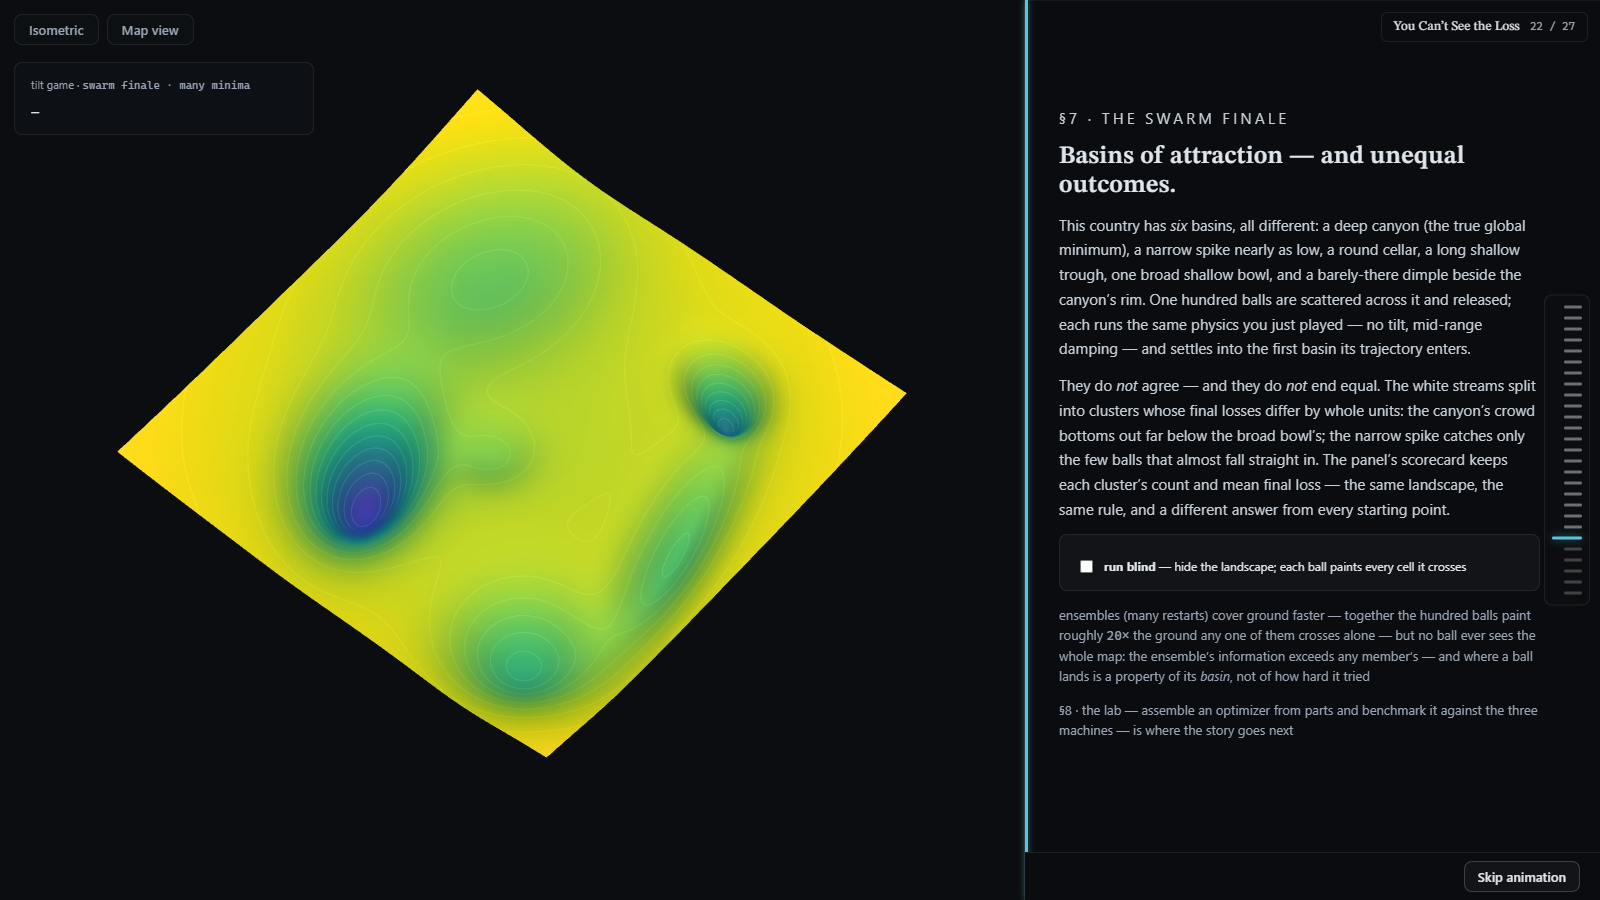 Isometric
Map view
tilt game · swarm finale · many minima
—
You Can't See the Loss 22 / 27
§7 · THE SWARM FINALE
Basins of attraction — and unequal
outcomes.
This country has six basins, all different: a deep canyon (the true global
minimum), a narrow spike nearly as low, a round cellar, a long shallow
trough, one broad shallow bowl, and a barely-there dimple beside the
canyon's rim. One hundred balls are scattered across it and released;
each runs the same physics you just played — no tilt, mid-range
damping — and settles into the first basin its trajectory enters.
They do not agree — and they do not end equal. The white streams split
into clusters whose final losses differ by whole units: the canyon's crowd
bottoms out far below the broad bowl's; the narrow spike catches only
the few balls that almost fall straight in. The panel's scorecard keeps
each cluster's count and mean final loss — the same landscape, the
same rule, and a different answer from every starting point.
run blind — hide the landscape; each ball paints every cell it crosses
ensembles (many restarts) cover ground faster — together the hundred balls paint
roughly 20× the ground any one of them crosses alone — but no ball ever sees the
whole map: the ensemble's information exceeds any member's — and where a ball
lands is a property of its basin, not of how hard it tried
§8 · the lab — assemble an optimizer from parts and benchmark it against the three
machines — is where the story goes next
Skip animation